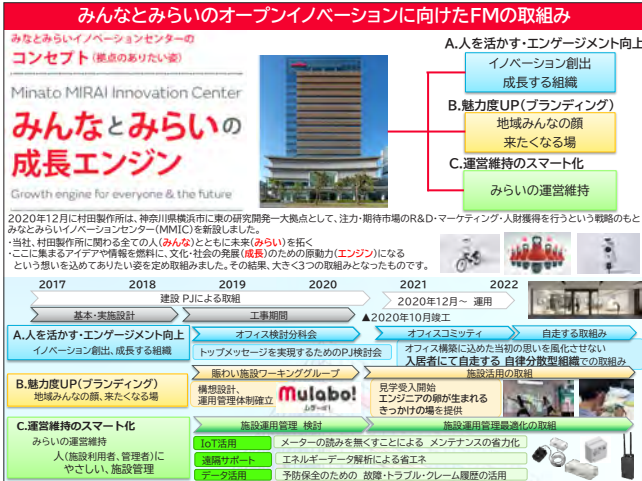 みんなとみらいのオープンイノベーションに向けたFMの取組み
みなとみらいイノベーションセンターの
コンセプト(拠点のありたい姿)
Minato MIRAI Innovation Center
みんなとみらいの
成長エンジン
Growth engine for everyone & the future
A.人を活かす・エンゲージメント向上
イノベーション創出
成長する組織
B.魅力度UP(ブランディング)
地域みんなの顔
来たくなる場
C.運営維持のスマート化
みらいの運営維持
2020年12月に村田製作所は、神奈川県横浜市に東の研究開発一大拠点として、注力・期待市場のR&D・マーケティング・人財獲得を行うという戦略のもと
みなとみらいイノベーションセンター(MMIC)を新設しました。
・当社、村田製作所に関わる全ての人(みんな)とともに未来(みらい)を拓く
・ここに集まるアイデアや情報を燃料に、文化・社会の発展(成長)のための原動力(エンジン)になる
という想いを込めてありたい姿を定め取組みました。その結果、大きく3つの取組みとなったものです。
2017 2018 2019 2020 2021 2022
建設 PJによる取組
2020年12月~ 運用
基本・実施設計
工事期間
▲2020年10月竣工
A.人を活かす・エンゲージメント向上
イノベーション創出、成長する組織
オフィス検討分科会
オフィスコミッティ
自走する取組み
トップメッセージを実現するためのPJ検討会
オフィス構築に込めた当初の思いを風化させない
入居者にて自走する 自律分散型組織での取組み
B.魅力度UP(ブランディング)
地域みんなの顔、来たくなる場
賑わい施設ワーキンググループ
施設活用の取組
構想設計、
運用管理体制確立
Mulabo!
ムラーボ!
見学受入開始
エンジニアの卵が生まれる
きっかけの場を提供
C.運営維持のスマート化
みらいの運営維持
人(施設利用者、管理者)に
やさしい、施設管理
施設運用管理 検討
施設運用管理最適化の取組
IoT活用
メーターの読みを無くすことによる メンテナンスの省力化
遠隔サポート
エネルギーデータ解析による省エネ
データ活用
予防保全のための 故障・トラブル・クレーム履歴の活用